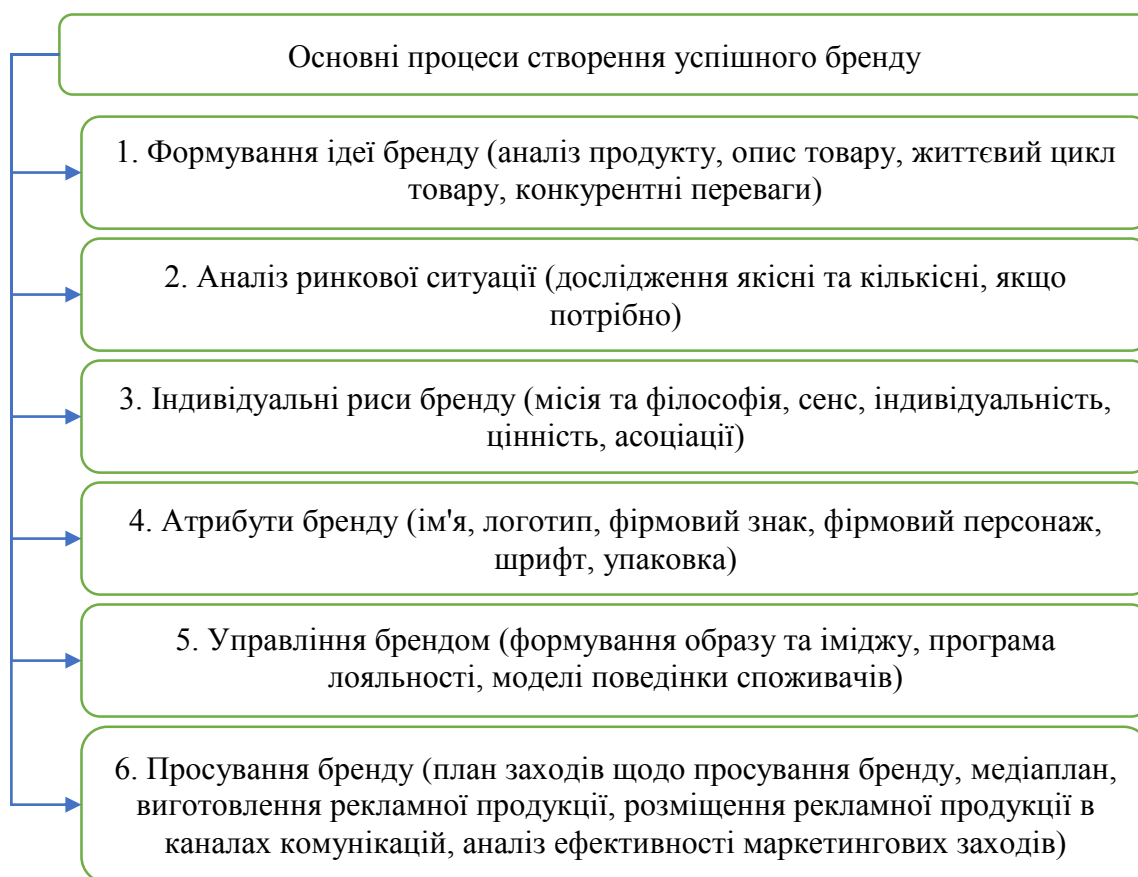 Основні процеси створення успішного бренду
1. Формування ідеї бренду (аналіз продукту, опис товару, життєвий цикл
товару, конкурентні переваги)
2. Аналіз ринкової ситуації (дослідження якісні та кількісні, якщо
потрібно)
3. Індивідуальні риси бренду (місія та філософія, сенс, індивідуальність,
цінність, асоціації)
4. Атрибути бренду (ім'я, логотип, фірмовий знак, фірмовий персонаж,
шрифт, упаковка)
5. Управління брендом (формування образу та іміджу, програма
лояльності, моделі поведінки споживачів)
6. Просування бренду (план заходів щодо просування бренду, медіаплан,
виготовлення рекламної продукції, розміщення рекламної продукції в
каналах комунікацій, аналіз ефективності маркетингових заходів)